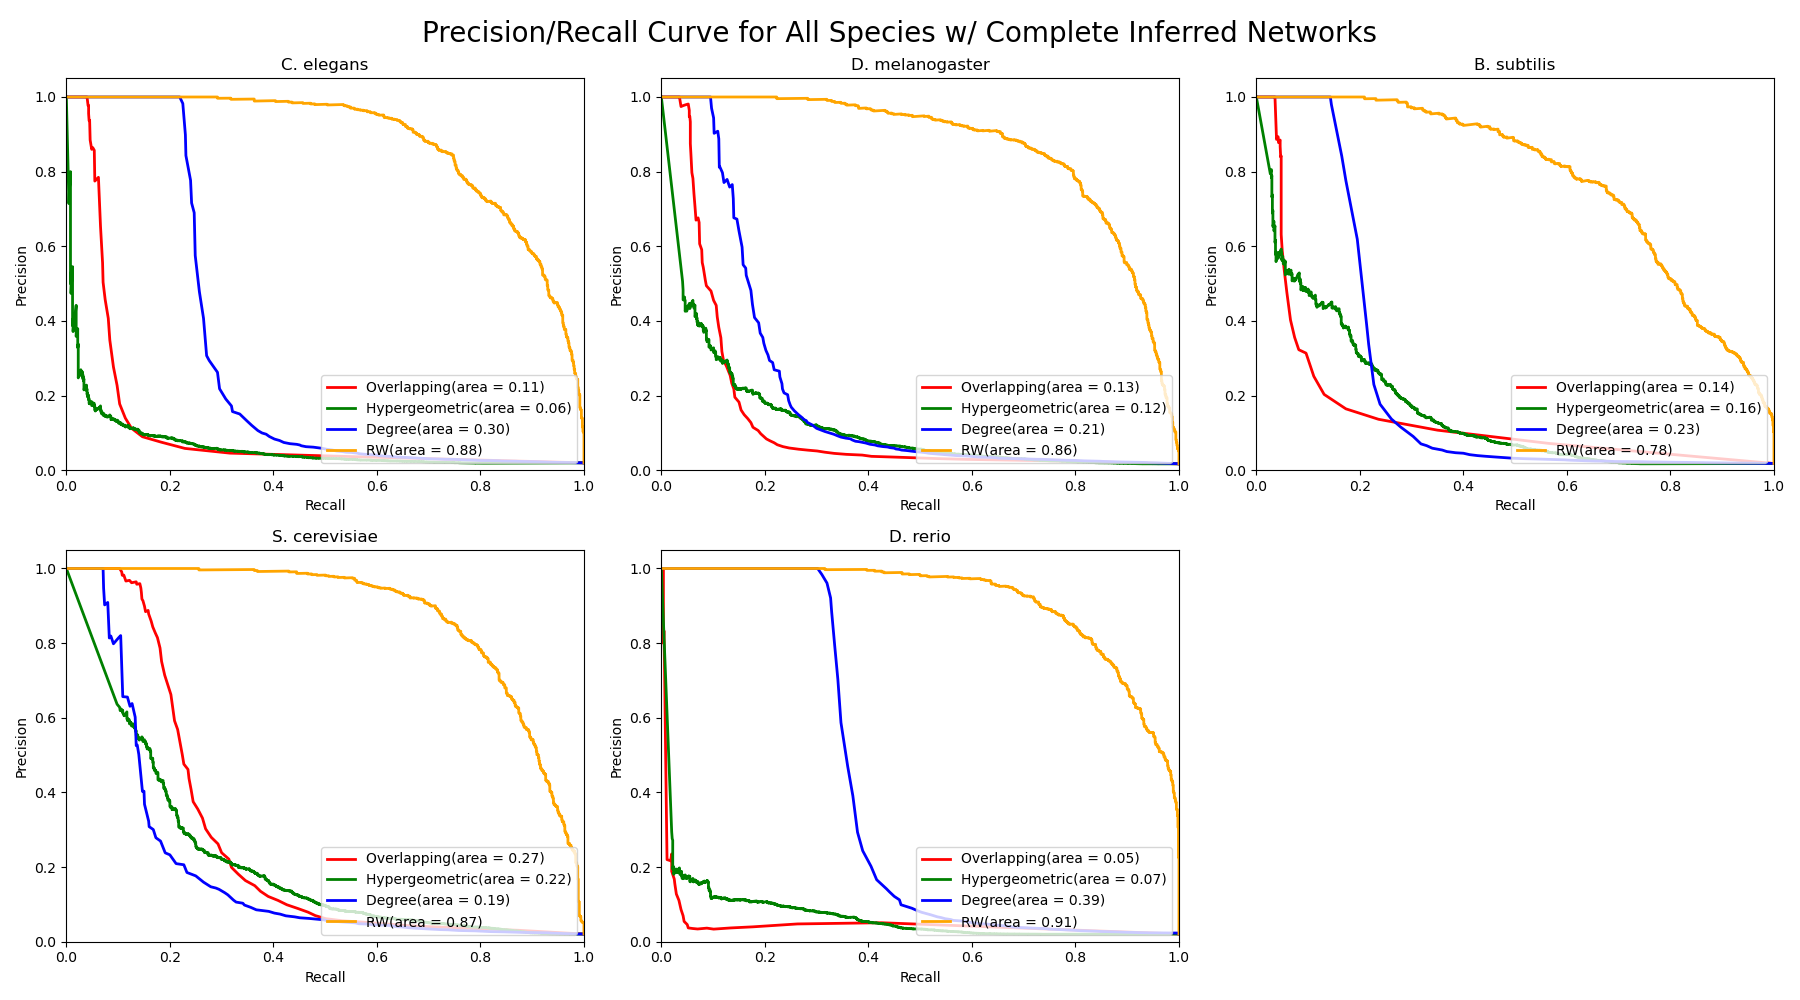 Precision/Recall Curve for All Species w/ Complete Inferred Networks
C. elegans
1.0
0.8
0.6
0.4
0.2
0.0
Precision
0.0 0.2 0.4 0.6 0.8 1.0
Recall
Overlapping(area = 0.11)
Hypergeometric(area = 0.06)
Degree(area = 0.30)
RW(area = 0.88)
D. melanogaster
1.0
0.8
0.6
0.4
0.2
0.0
Precision
0.0 0.2 0.4 0.6 0.8 1.0
Recall
Overlapping(area = 0.13)
Hypergeometric(area = 0.12)
Degree(area = 0.21)
RW(area = 0.86)
B. subtilis
1.0
0.8
0.6
0.4
0.2
0.0
Precision
0.0 0.2 0.4 0.6 0.8 1.0
Recall
Overlapping(area = 0.14)
Hypergeometric(area = 0.16)
Degree(area = 0.23)
RW(area = 0.78)
S. cerevisiae
1.0
0.8
0.6
0.4
0.2
0.0
Precision
0.0 0.2 0.4 0.6 0.8 1.0
Recall
Overlapping(area = 0.27)
Hypergeometric(area = 0.22)
Degree(area = 0.19)
RW(area = 0.87)
D. rerio
1.0
0.8
0.6
0.4
0.2
0.0
Precision
0.0 0.2 0.4 0.6 0.8 1.0
Recall
Overlapping(area = 0.05)
Hypergeometric(area = 0.07)
Degree(area = 0.39)
RW(area = 0.91)